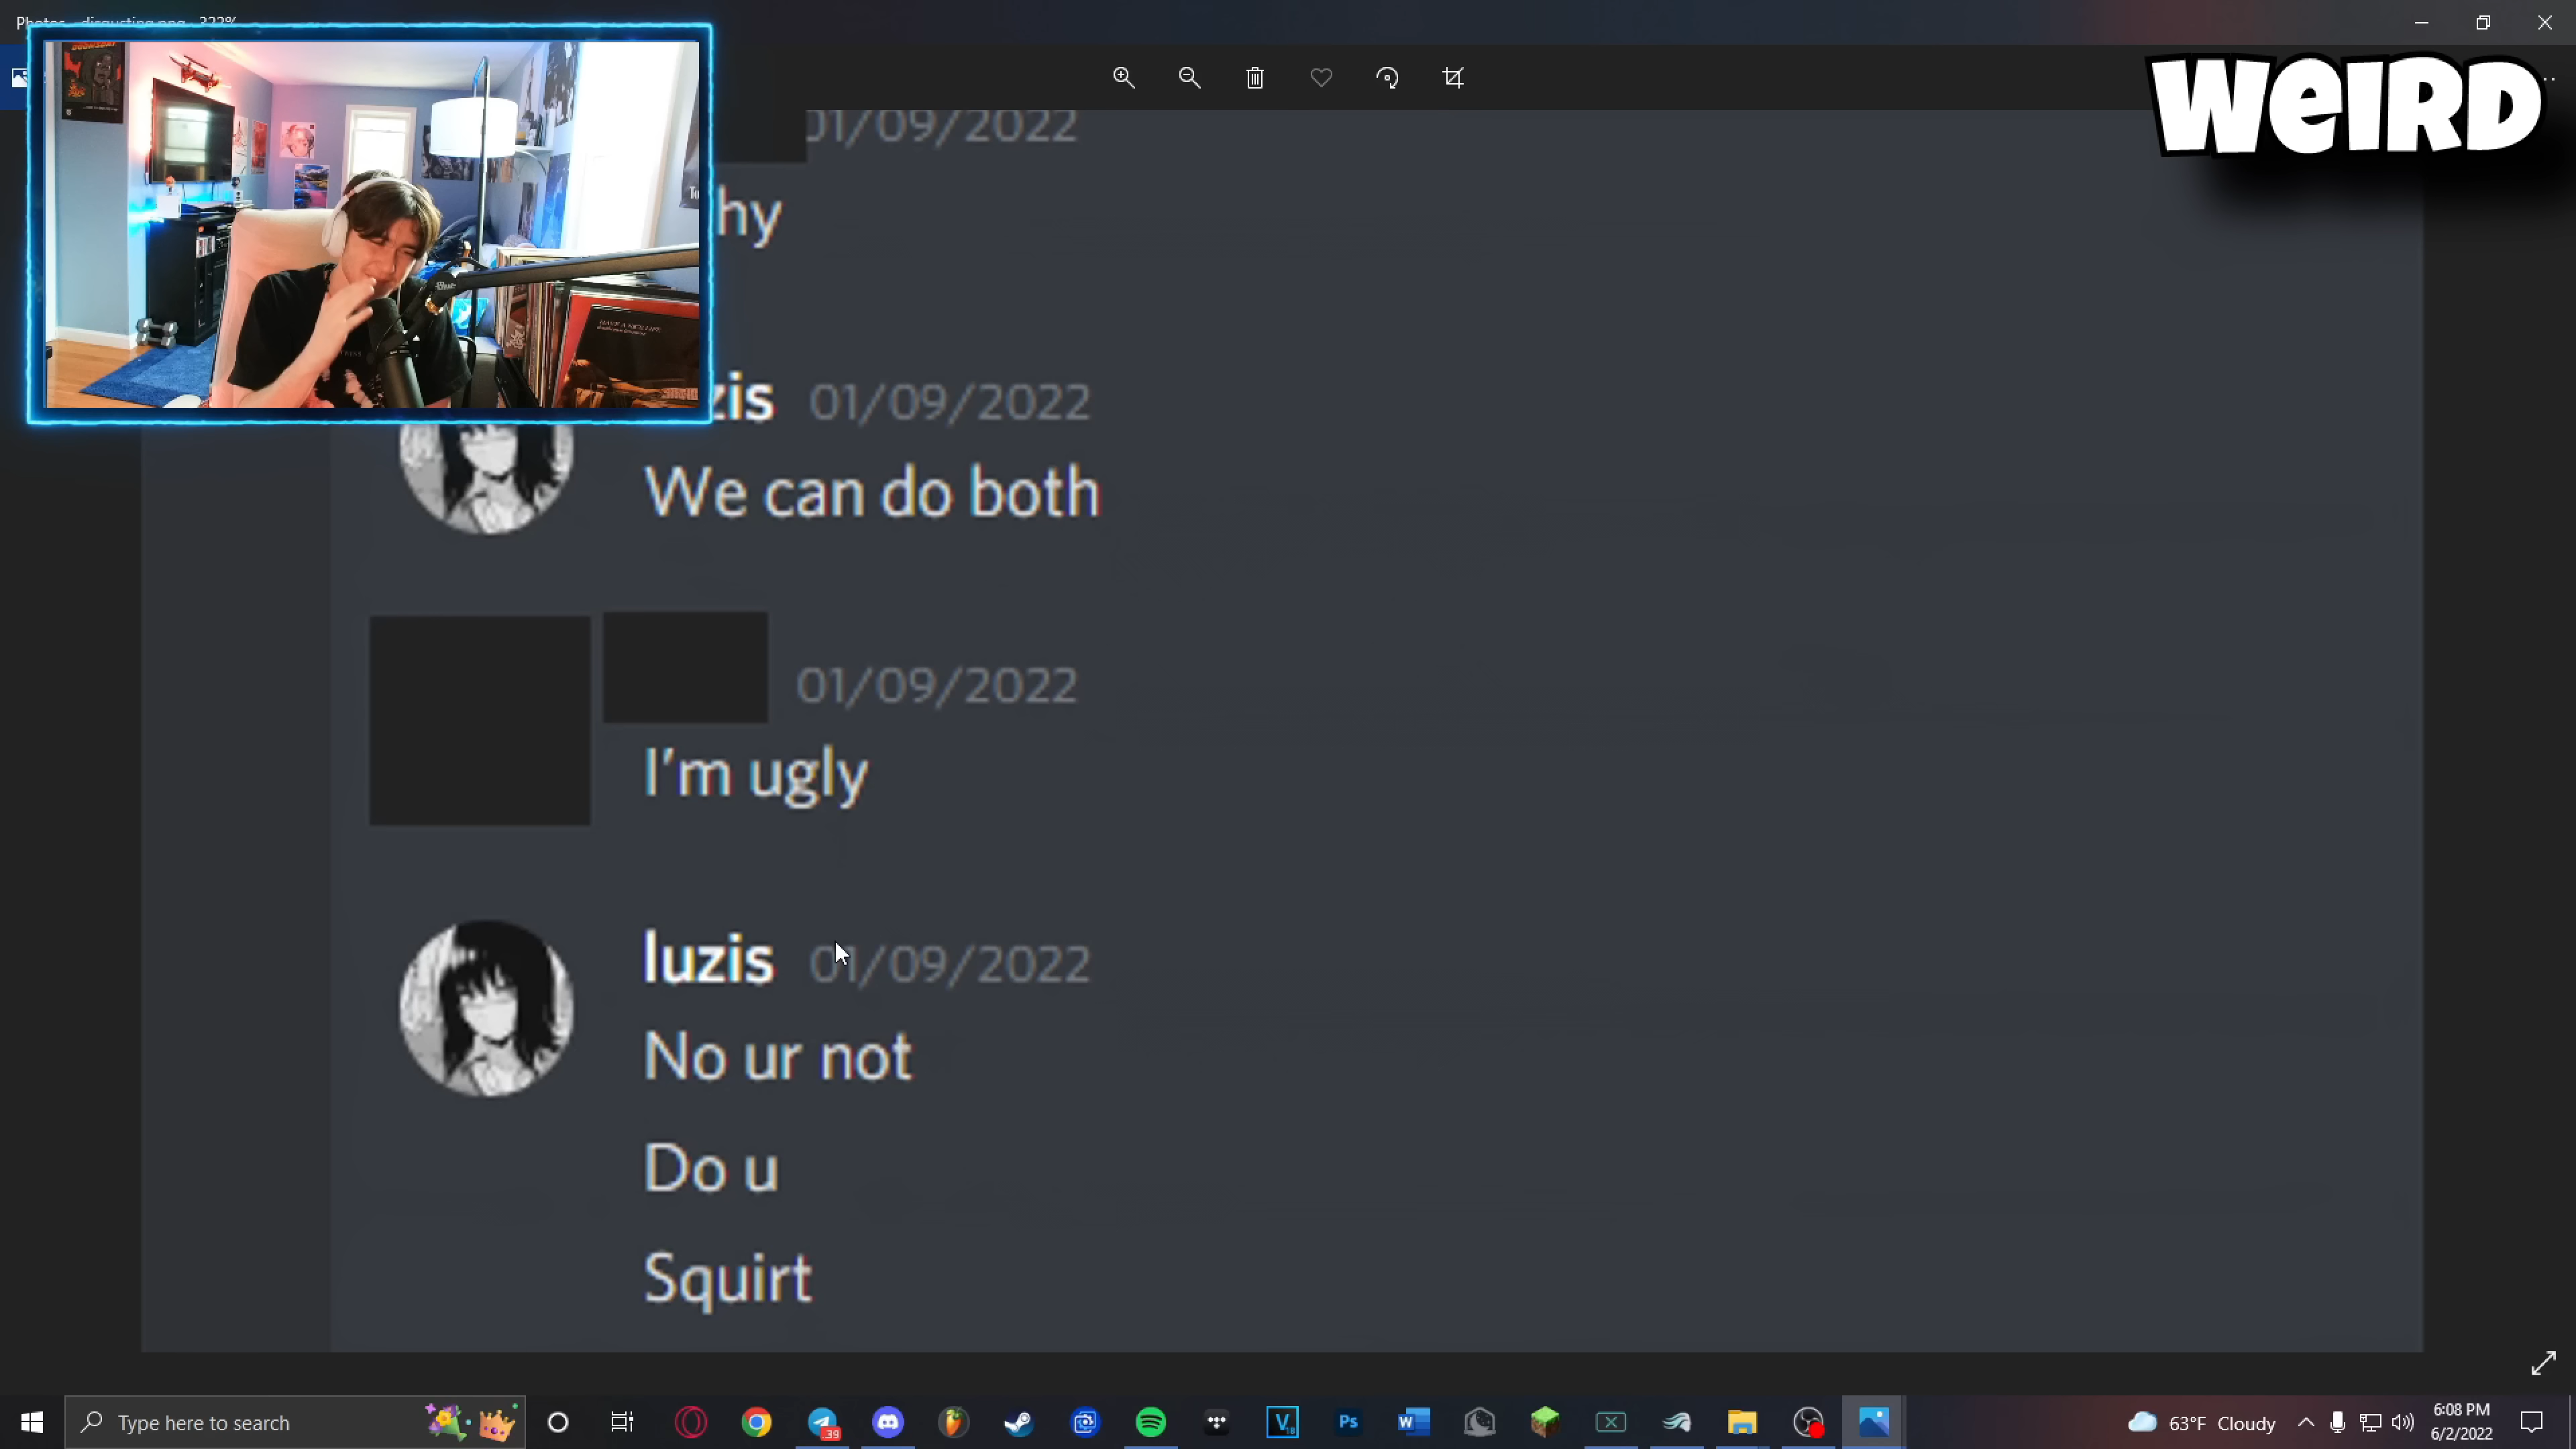 WEIRD
01/09/2022
hy
zis 01/09/2022
We can do both
01/09/2022
I'm ugly
luzis 01/09/2022
No ur not
Do u
Squirt
Type here to search
39
Ps
63°F Cloudy
6:08 PM
6/2/2022